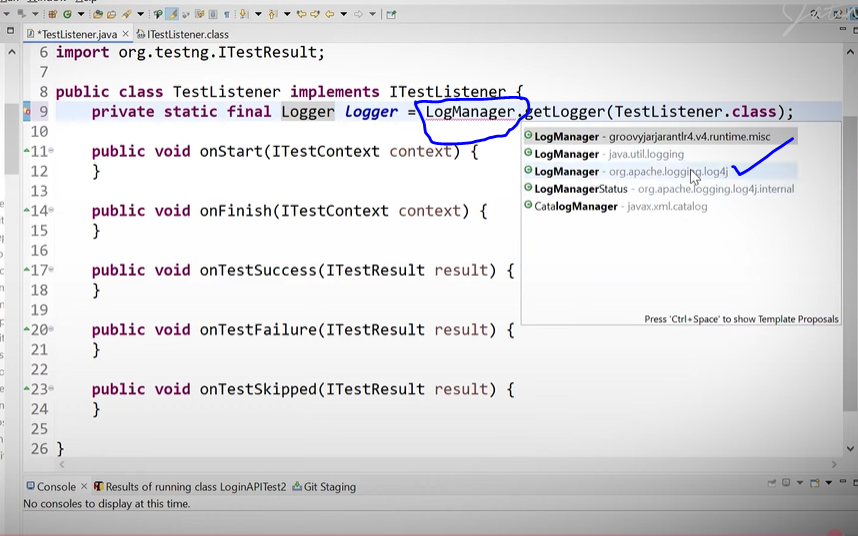 *TestListener.java
ITestListener.class
6 import org.testng.ITestResult;
7
8 public class TestListener implements ITestListener {
9 private static final Logger logger = LogManager.getLogger(TestListener.class);
10
11 public void onStart(ITestContext context) {
12 }
13
14 public void onFinish(ITestContext context) {
15 }
16
17 public void onTestSuccess(ITestResult result) {
18 }
19
20 public void onTestFailure(ITestResult result) {
21 }
22
23 public void onTestSkipped(ITestResult result) {
24 }
25
26 }
LogManager - groovyjarjarantlr4.v4.runtime.misc
LogManager - java.util.logging
LogManager - org.apache.logging.log4j
LogManagerStatus - org.apache.logging.log4j.internal
CatalogManager - javax.xml.catalog
Press 'Ctrl+Space' to show Template Proposals
Console
Results of running class LoginAPITest2
Git Staging
No consoles to display at this time.